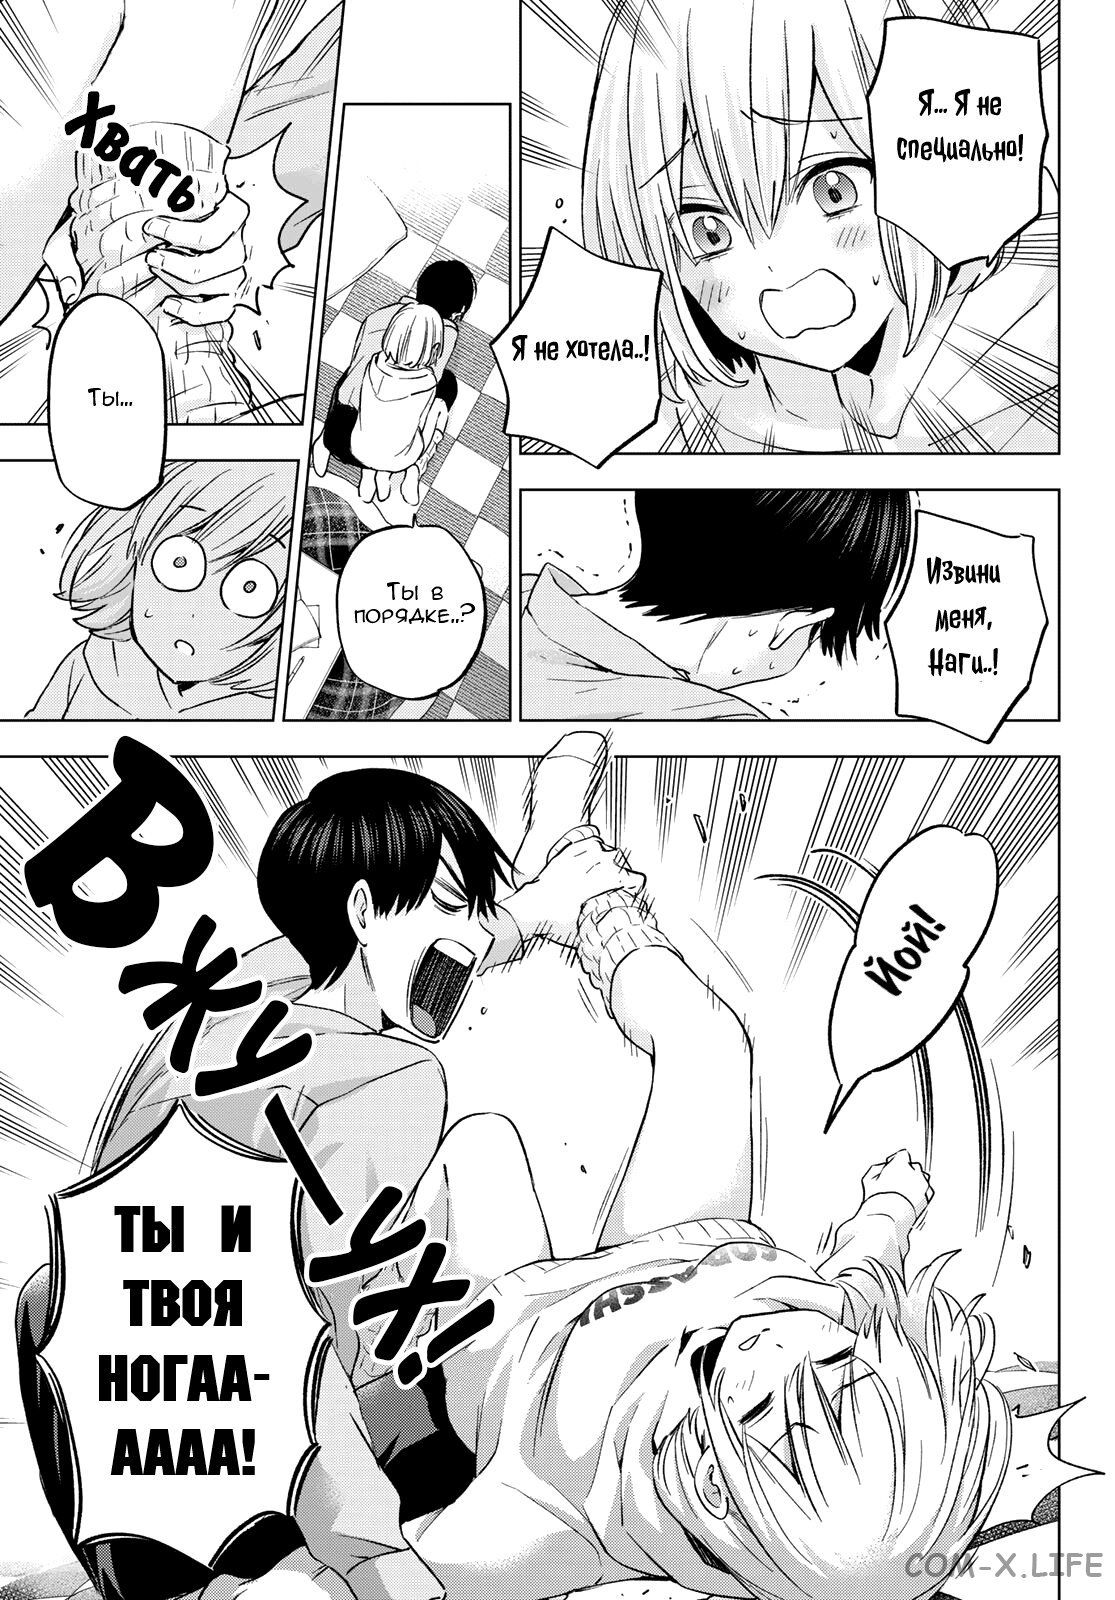 Я... Я не
специально!
Я не хотела..!
Извини
меня,
Наги..!
Ты в
порядке..?
Хвать
Ты...
Вжу-ух!
Йой!
ТЫ И
ТВОЯ
НОГАА-
АААА!
COM-X.LIFE